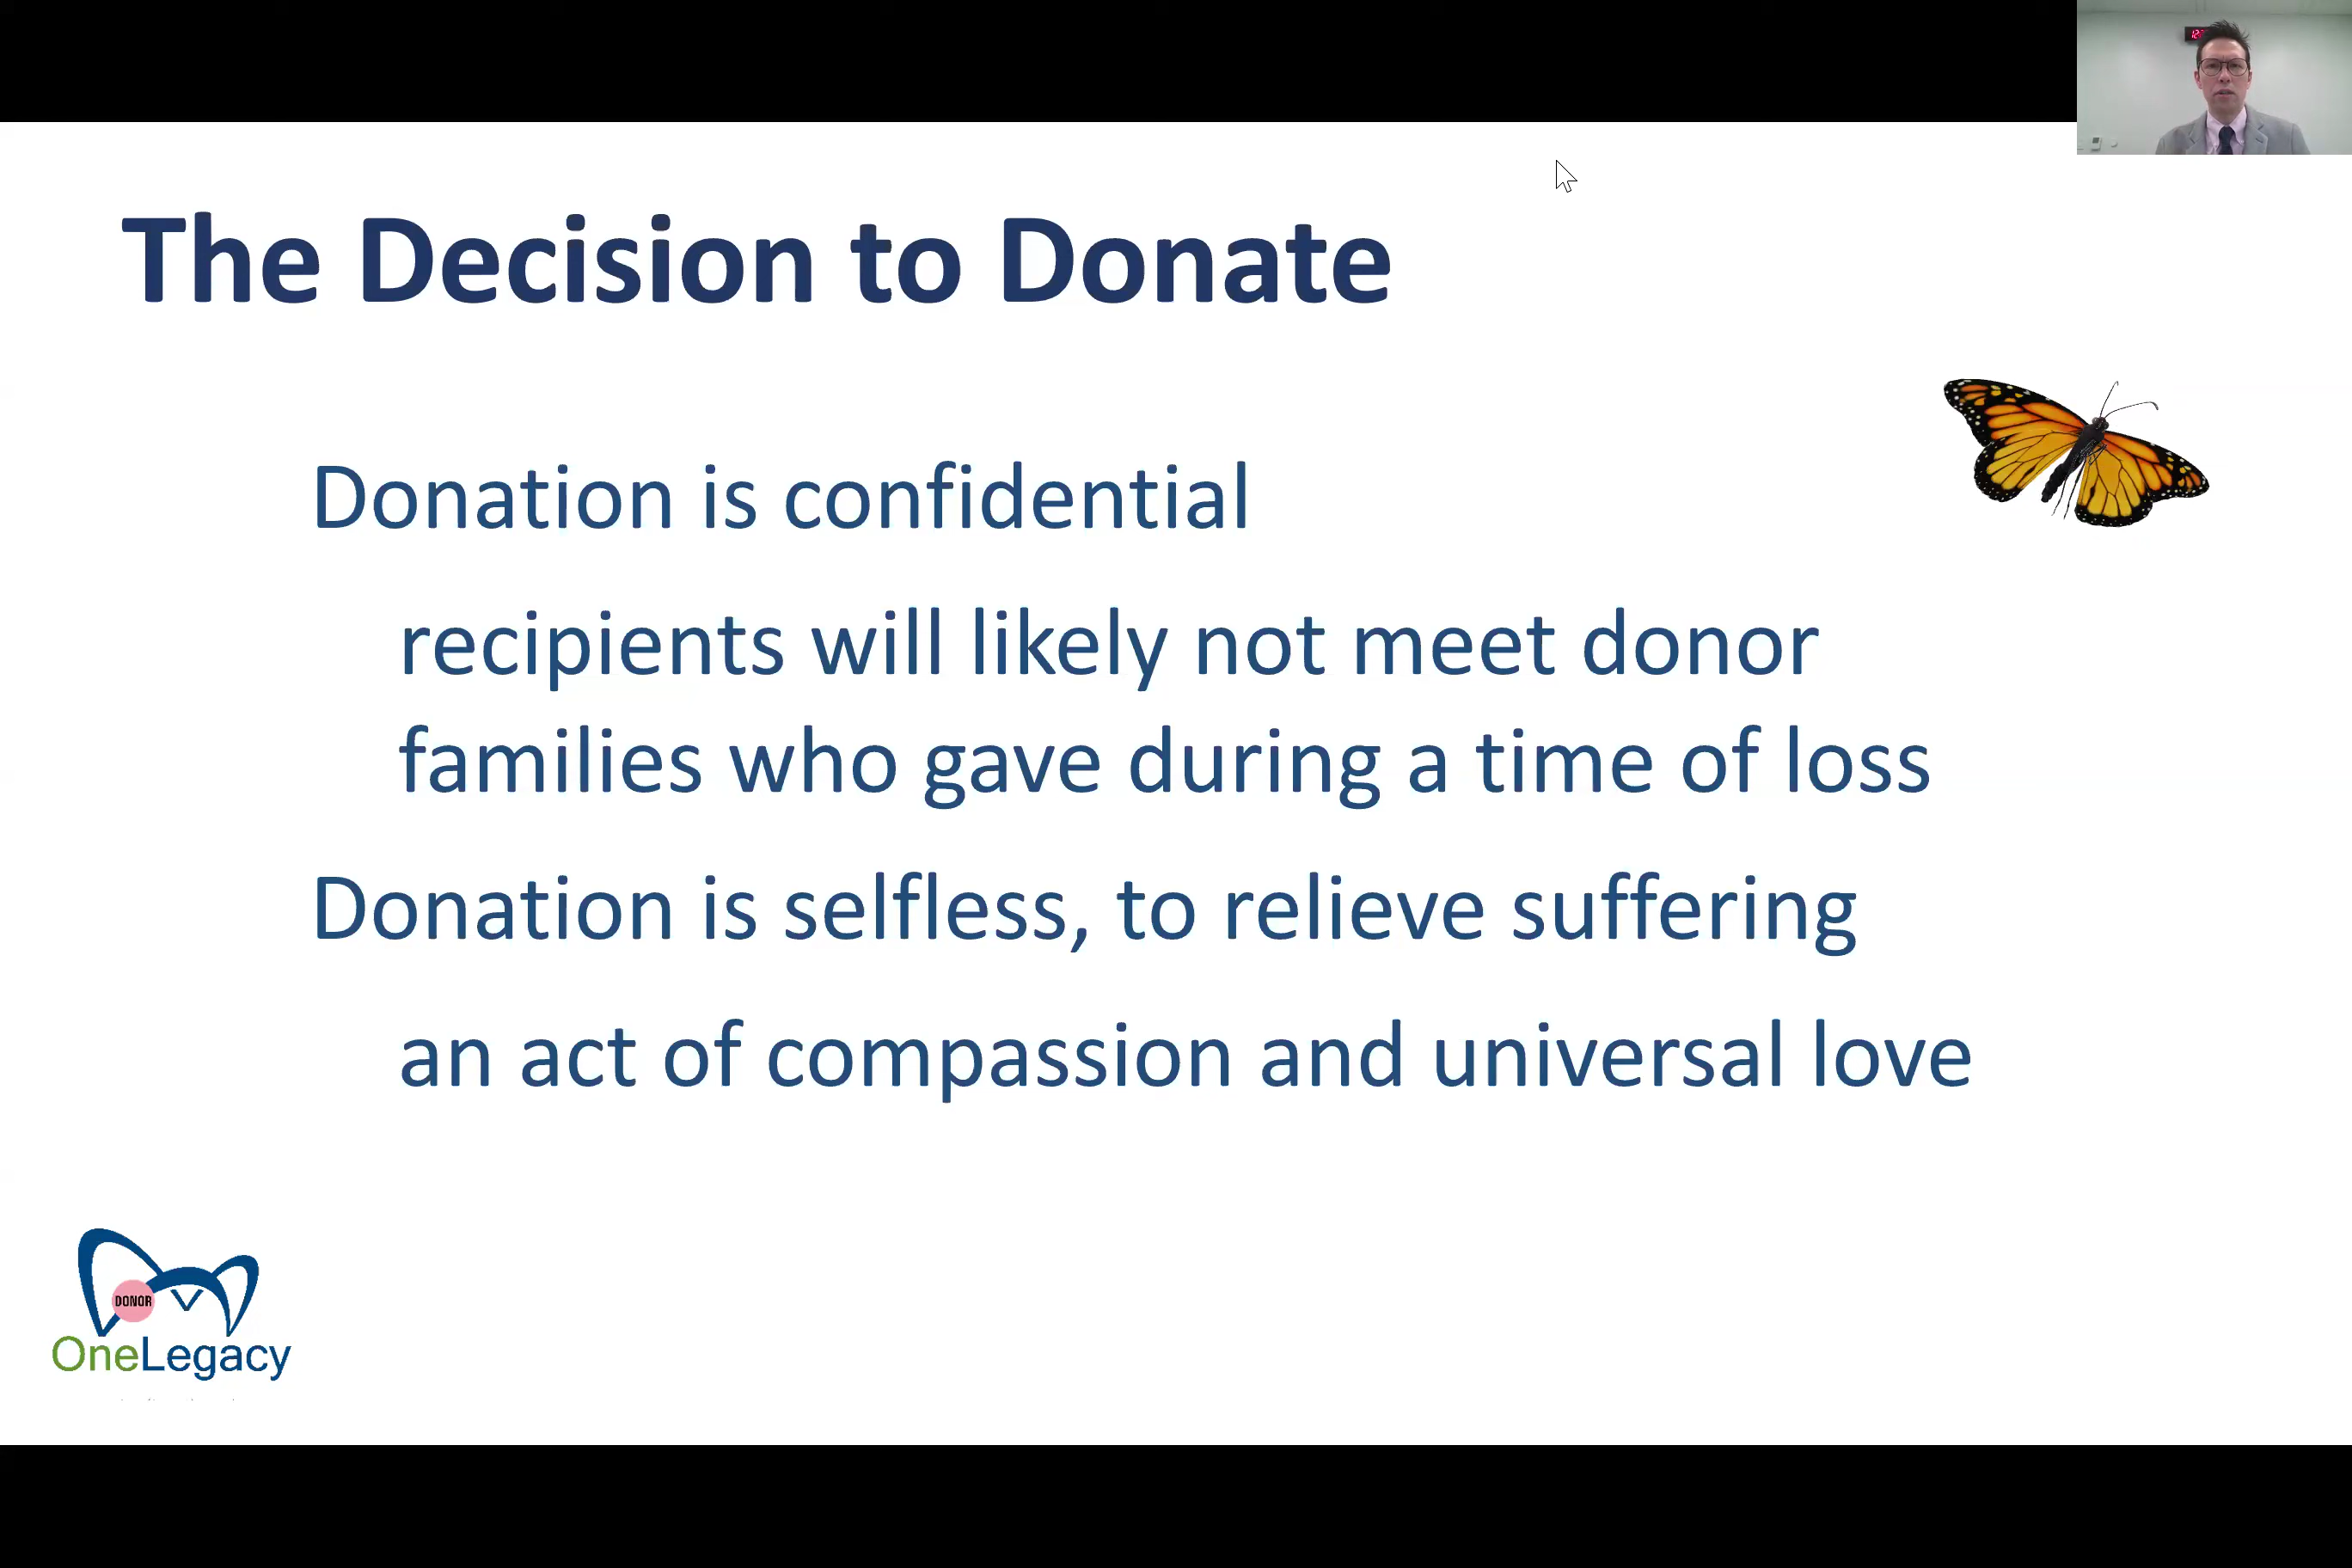 The Decision to Donate
Donation is confidential
recipients will likely not meet donor
families who gave during a time of loss
Donation is selfless, to relieve suffering
an act of compassion and universal love
DONOR
OneLegacy